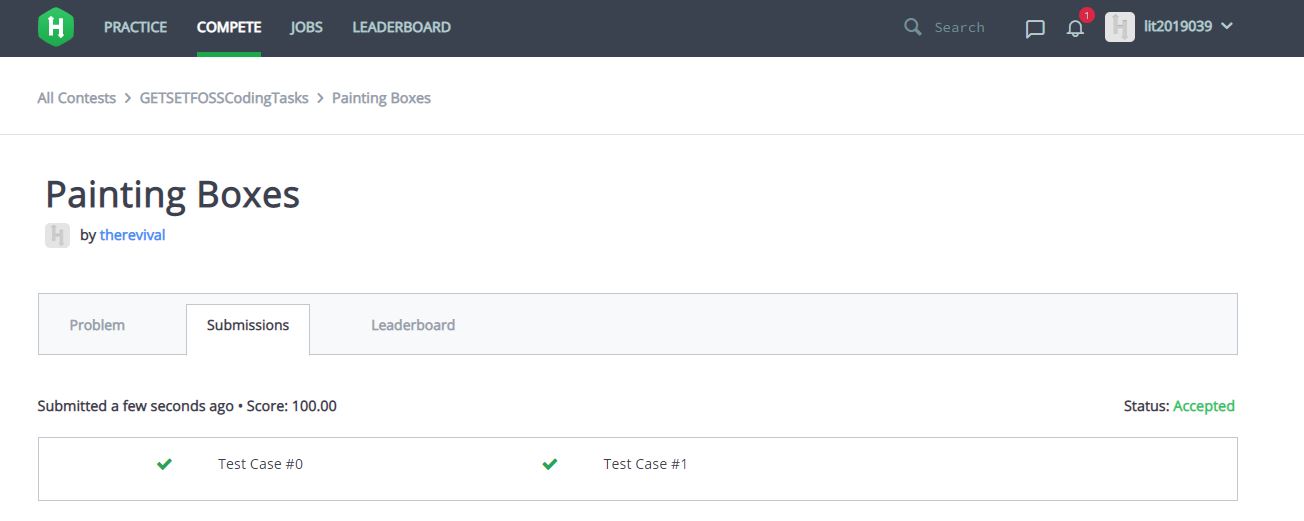 H PRACTICE COMPETE JOBS LEADERBOARD Search 1 lit2019039
All Contests > GETSETFOSSCodingTasks > Painting Boxes
Painting Boxes
H by therevival
Problem Submissions Leaderboard
Submitted a few seconds ago • Score: 100.00 Status: Accepted
Test Case #0 Test Case #1